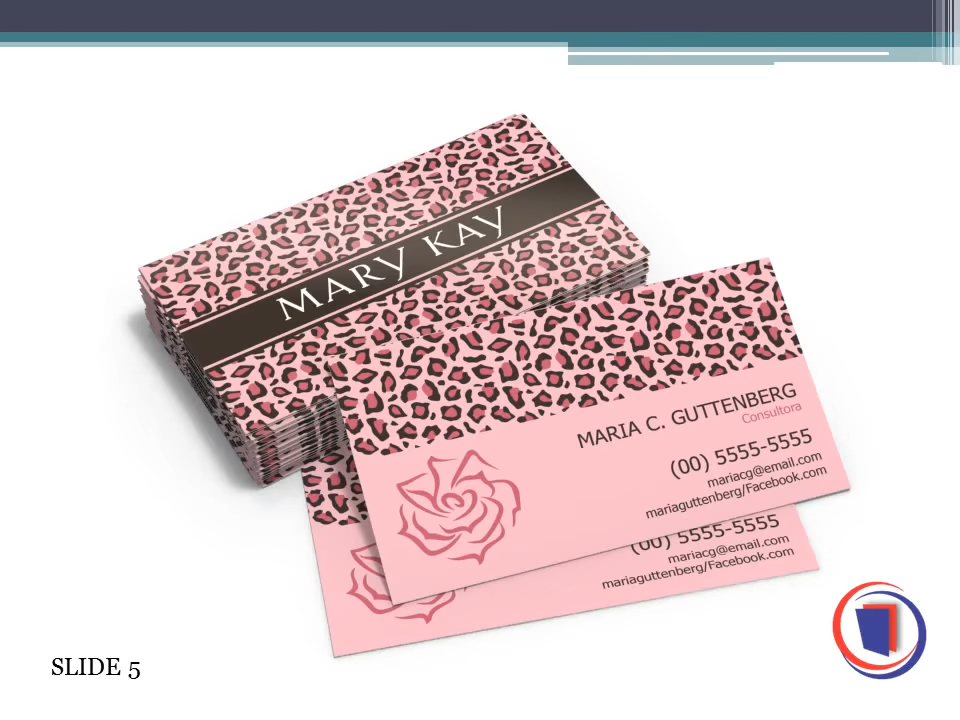 MARY KAY
MARIA C. GUTTENBERG
Consultora
(00) 5555-5555
mariacg@email.com
mariaguttenberg/Facebook.com
(00) 5555-5555
mariacg@email.com
mariaguttenberg/Facebook.com
SLIDE 5